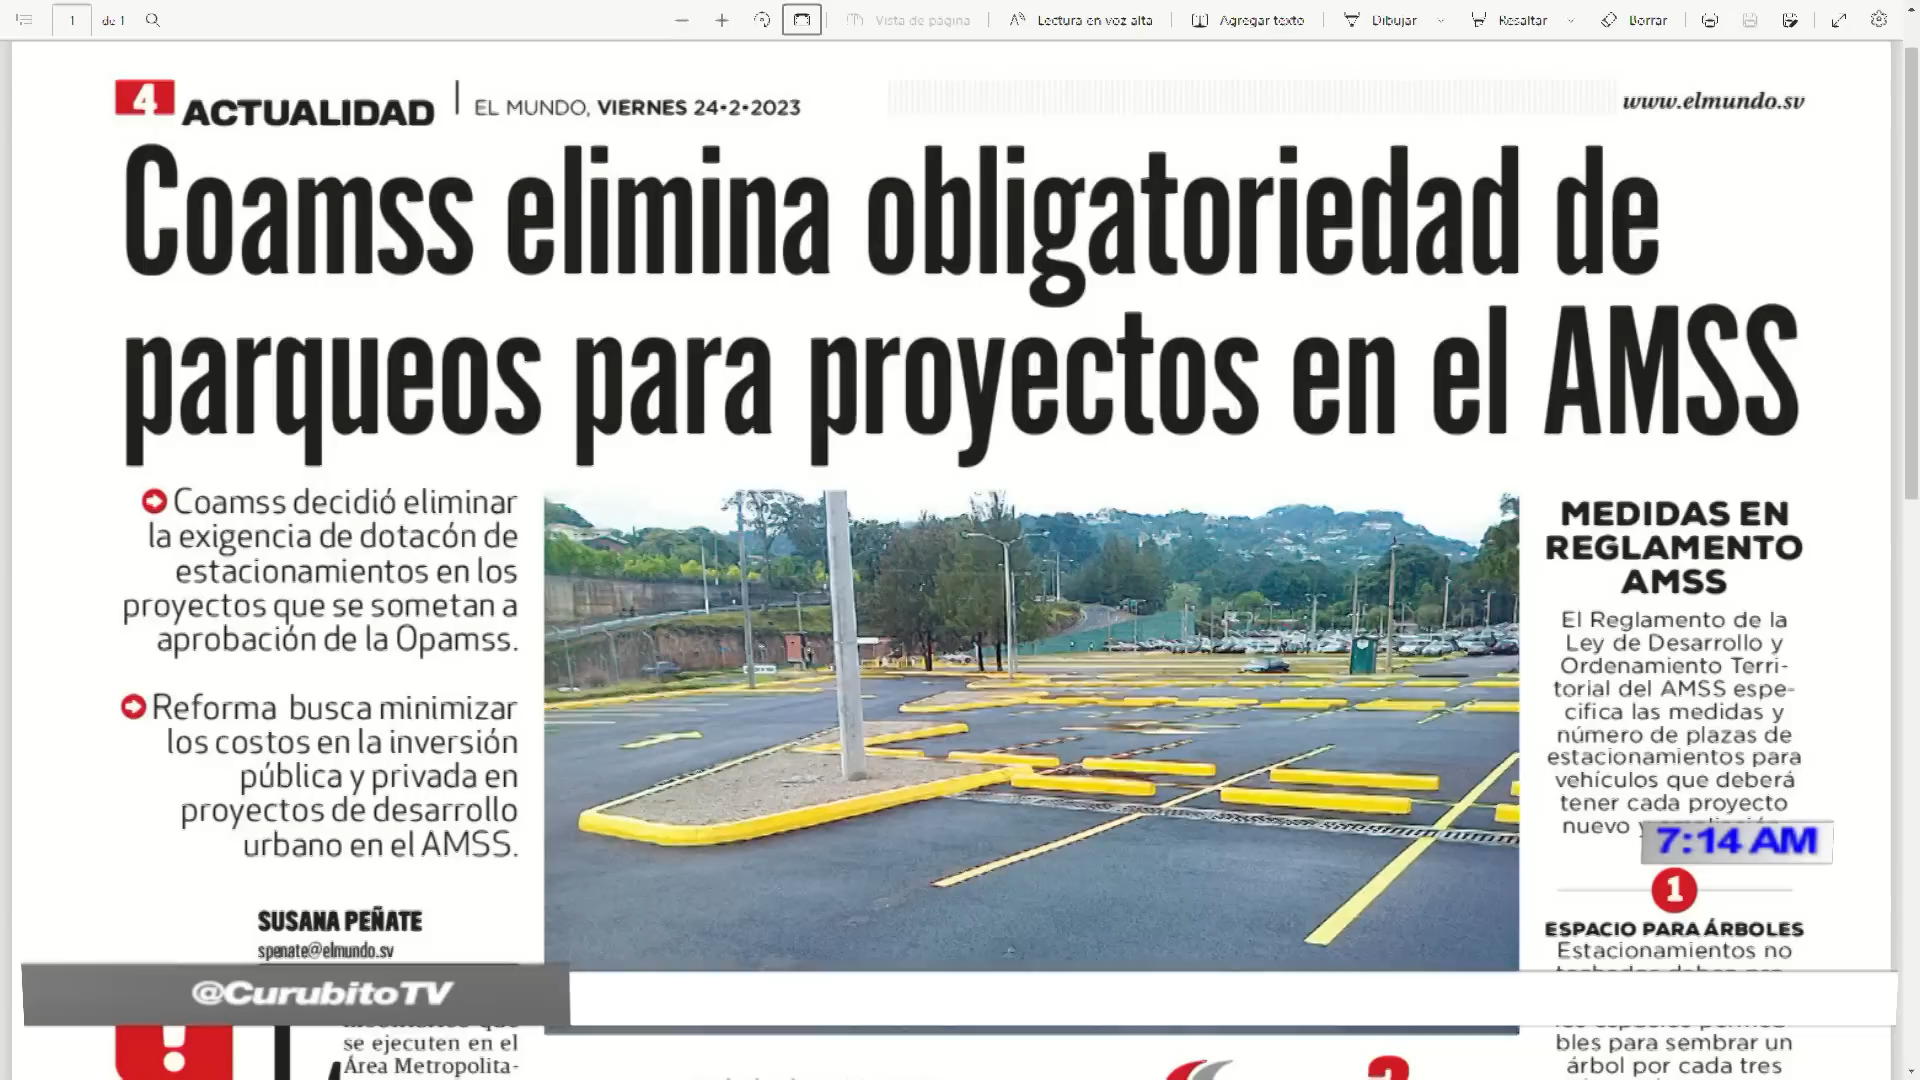 1 de 1 Vista de página Lectura en voz alta Agregar texto Dibujar Resaltar Borrar
4 ACTUALIDAD EL MUNDO, VIERNES 24•2•2023 www.elmundo.sv
Coamss elimina obligatoriedad de
parqueos para proyectos en el AMSS
Coamss decidió eliminar
la exigencia de dotacón de
estacionamientos en los
proyectos que se sometan a
aprobación de la Opamss.
Reforma busca minimizar
los costos en la inversión
pública y privada en
proyectos de desarrollo
urbano en el AMSS.
SUSANA PEÑATE
spenate@elmundo.sv
se ejecuten en el
Área Metropolita-
MEDIDAS EN
REGLAMENTO
AMSS
El Reglamento de la
Ley de Desarrollo y
Ordenamiento Terri-
torial del AMSS espe-
cifica las medidas y
número de plazas de
estacionamientos para
vehículos que deberá
tener cada proyecto
nuevo y
7:14 AM
1
ESPACIO PARA ÁRBOLES
Estacionamientos no
bles para sembrar un
árbol por cada tres
@CurubitoTV